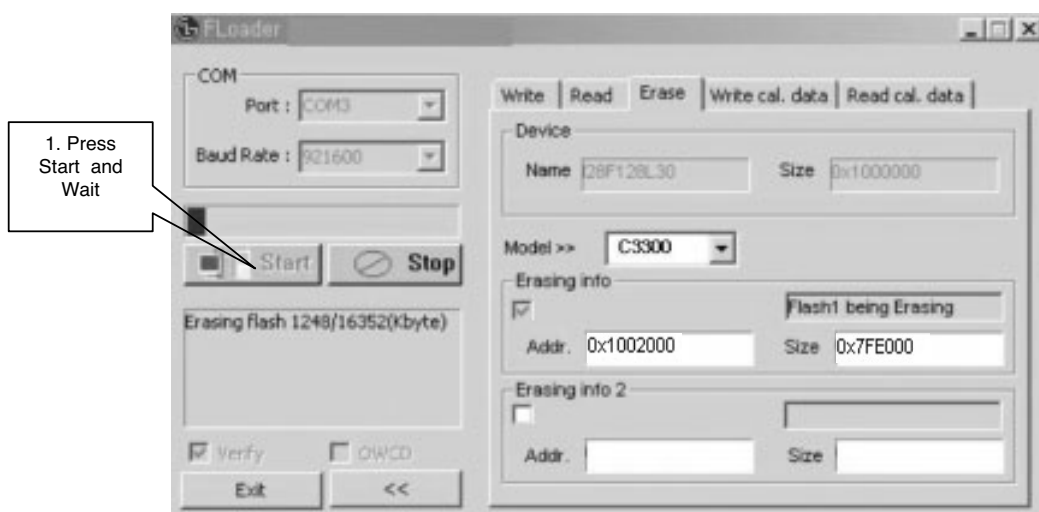 FLoader
COM
Port : COM3
Baud Rate : 921600
1. Press
Start and
Wait
Start
Stop
Erasing flash 1248/16352(Kbyte)
Verify
OWCD
Exit
<<
Write
Read
Erase
Write cal. data
Read cal. data
Device
Name 28F128L30
Size 0x1000000
Model >> C3300
Erasing info
Flash1 being Erasing
Addr. 0x1002000
Size 0x7FE000
Erasing info 2
Addr.
Size